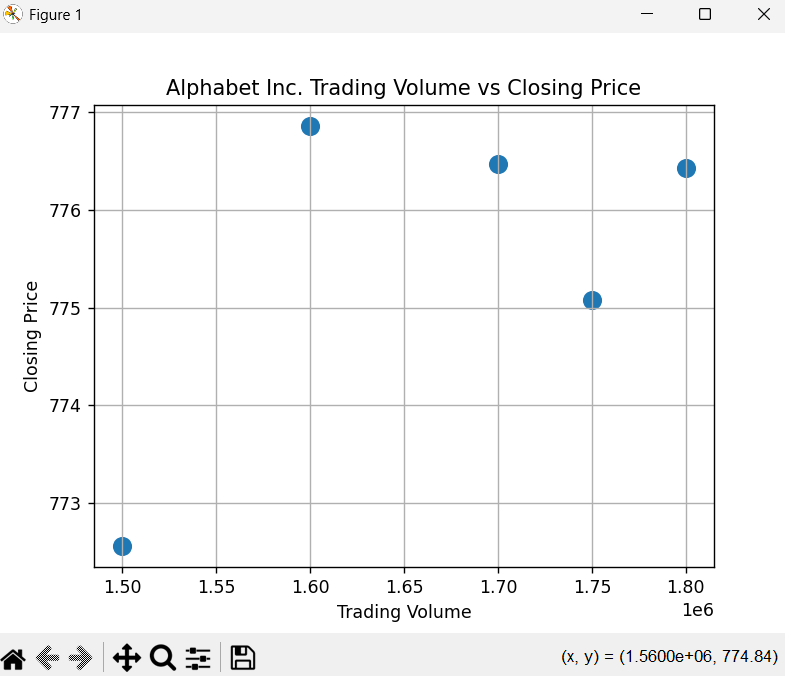 Figure 1
Alphabet Inc. Trading Volume vs Closing Price
777
776
775
774
773
Closing Price
1.50 1.55 1.60 1.65 1.70 1.75 1.80
1e6
Trading Volume
(x, y) = (1.5600e+06, 774.84)